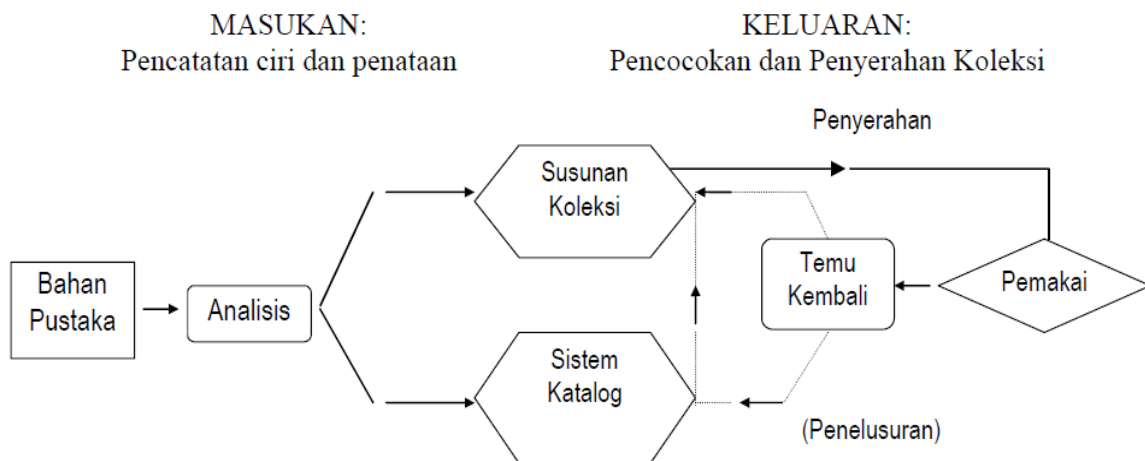 MASUKAN:
Pencatatan ciri dan penataan
KELUARAN:
Pencocokan dan Penyerahan Koleksi
Penyerahan
Susunan
Koleksi
Bahan
Pustaka
Analisis
Temu
Kembali
Pemakai
Sistem
Katalog
(Penelusuran)